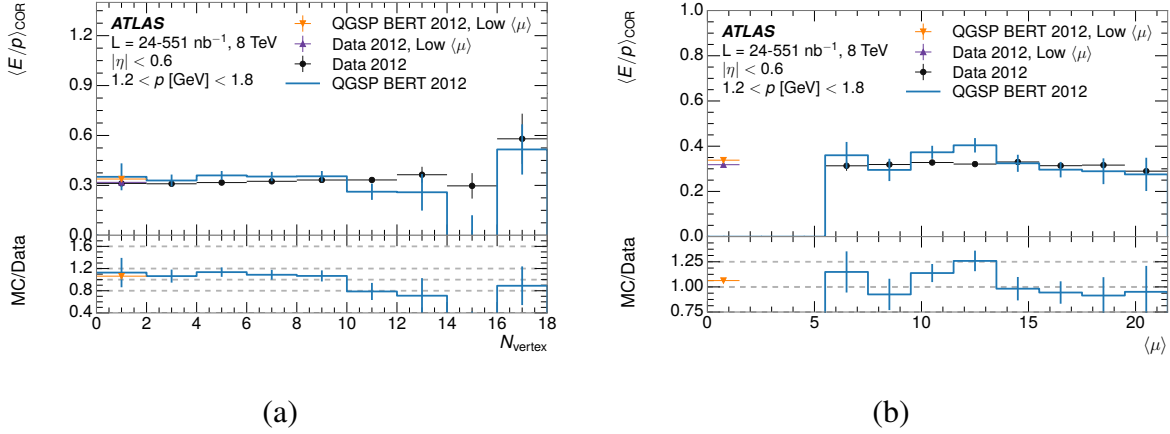 ⟨E/p⟩COR
1.2
0.9
0.6
0.3
0.0
ATLAS
L = 24-551 nb⁻¹, 8 TeV
|η| < 0.6
1.2 < p [GeV] < 1.8
QGSP BERT 2012, Low ⟨μ⟩
Data 2012, Low ⟨μ⟩
Data 2012
QGSP BERT 2012
MC/Data
1.6
1.2
0.8
0.4
0 2 4 6 8 10 12 14 16 18
Nvertex
(a)
⟨E/p⟩COR
1.0
0.8
0.6
0.4
0.2
0.0
ATLAS
L = 24-551 nb⁻¹, 8 TeV
|η| < 0.6
1.2 < p [GeV] < 1.8
QGSP BERT 2012, Low ⟨μ⟩
Data 2012, Low ⟨μ⟩
Data 2012
QGSP BERT 2012
MC/Data
1.25
1.00
0.75
0 5 10 15 20
⟨μ⟩
(b)